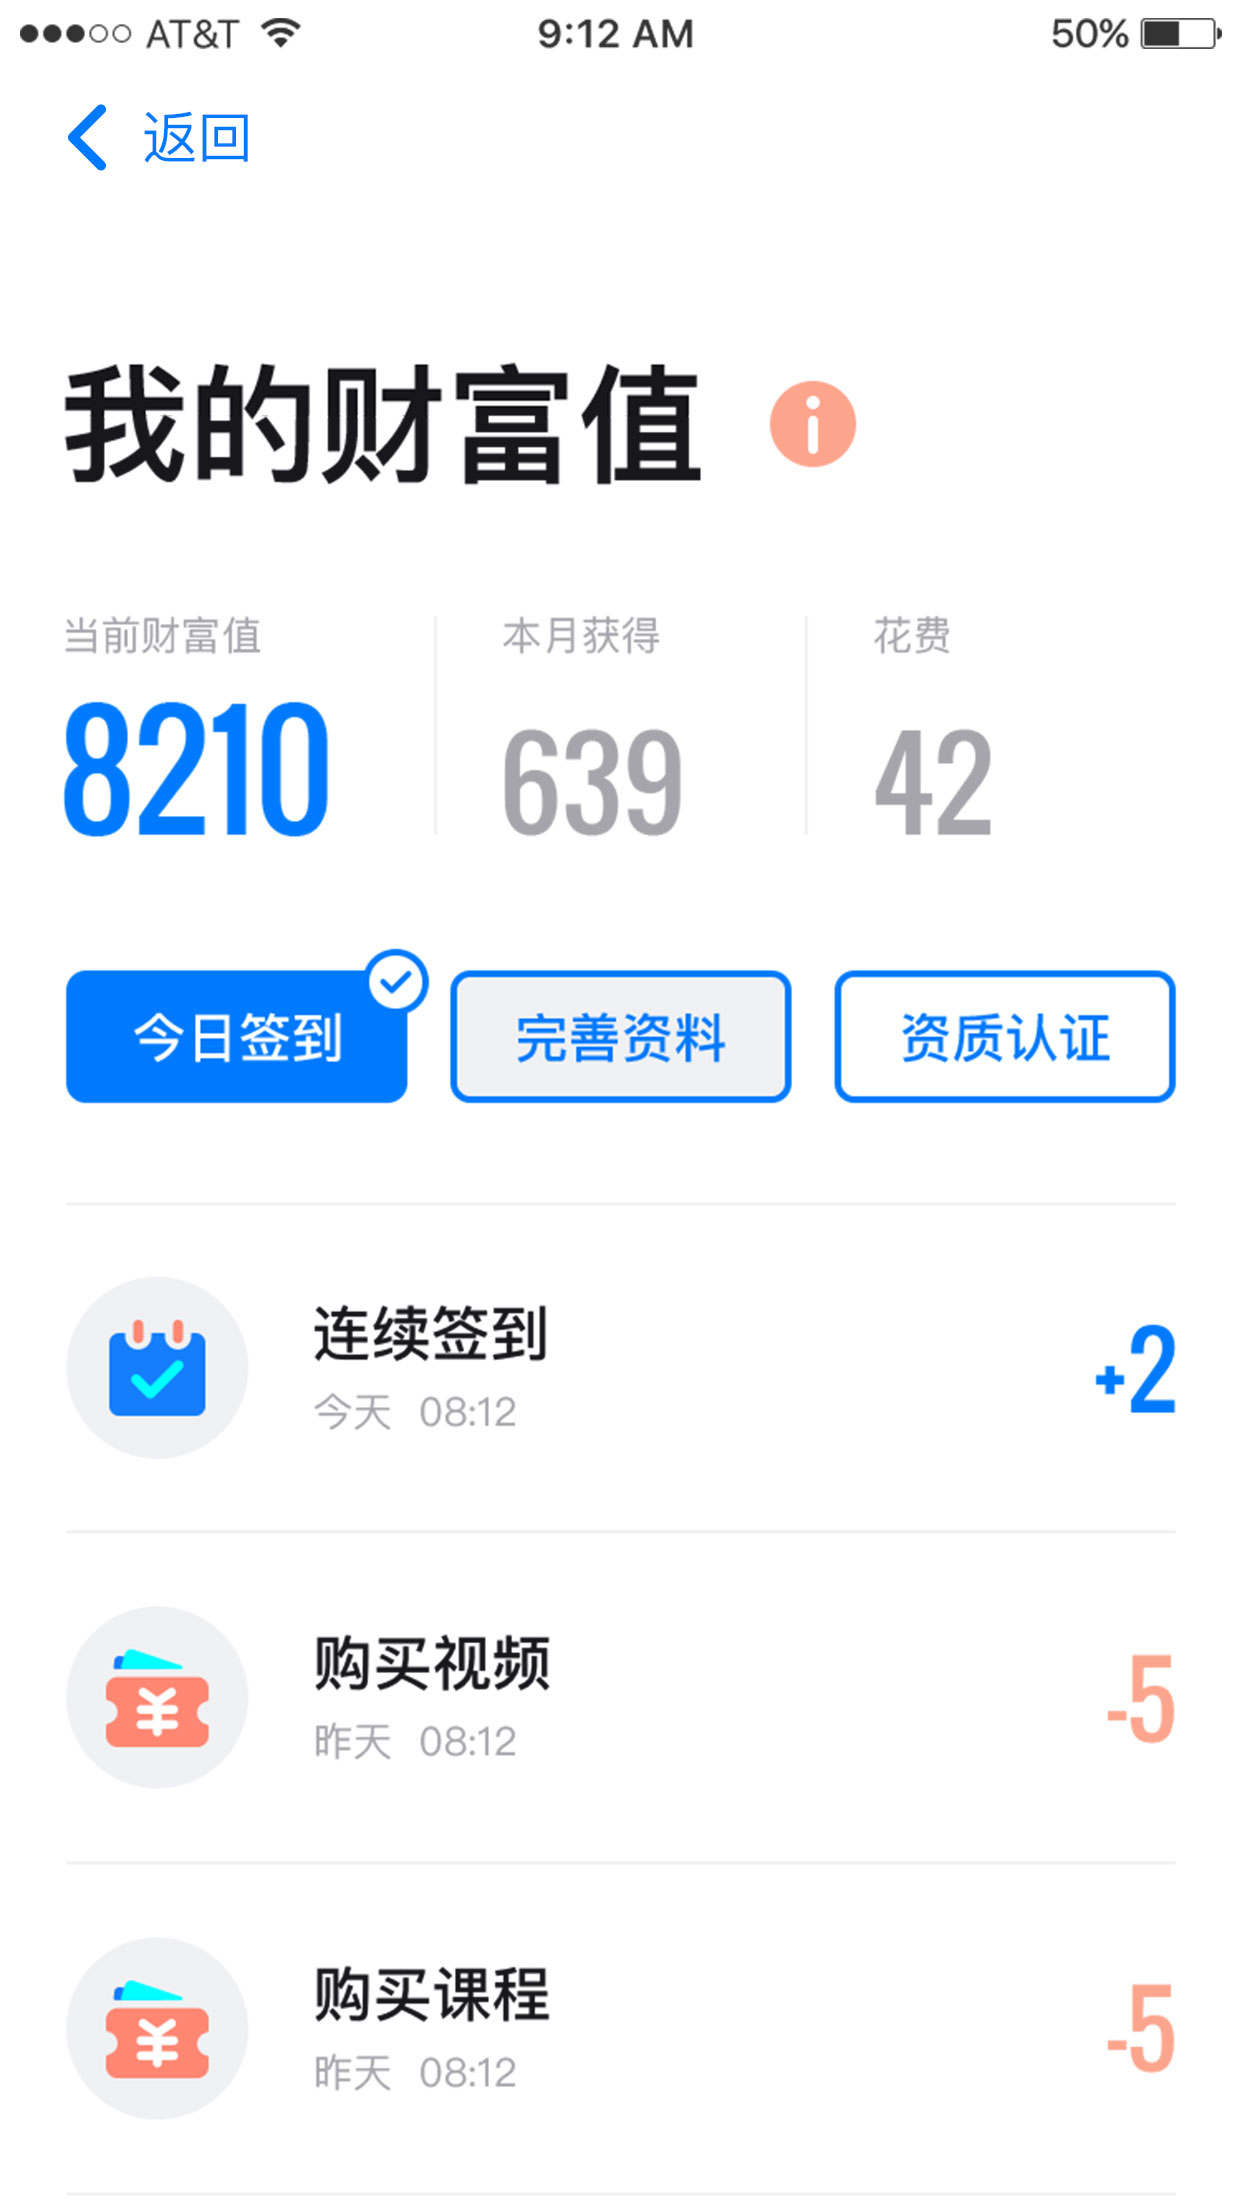 AT&T 9:12 AM 50%
返回
我的财富值
当前财富值 本月获得 花费
8210 639 42
今日签到 完善资料 资质认证
连续签到
今天 08:12
+2
购买视频
昨天 08:12
-5
购买课程
昨天 08:12
-5